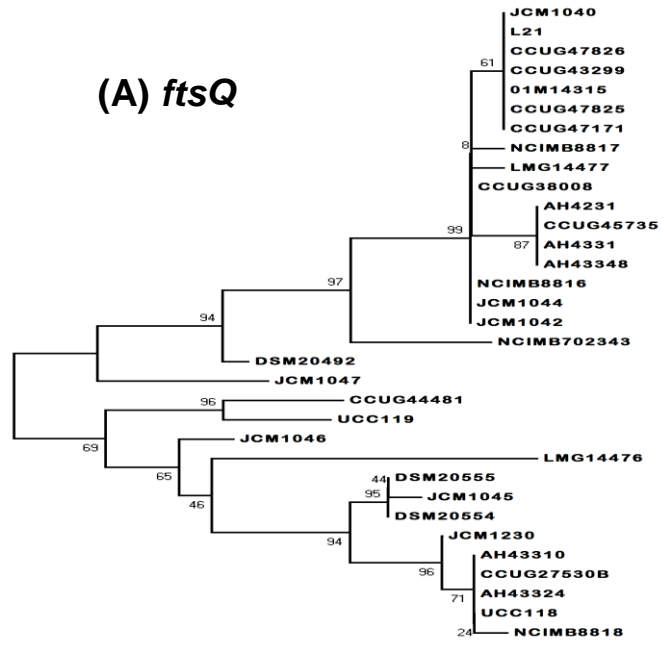 JCM1040
L21
CCUG47826
61
CCUG43299
(A) ftsQ
01M14315
CCUG47825
CCUG47171
8
NCIMB8817
LMG14477
CCUG38008
AH4231
CCUG45735
99
87
AH4331
AH43348
97
NCIMB8816
JCM1044
94
JCM1042
NCIMB702343
DSM20492
JCM1047
96
CCUG44481
UCC119
69
JCM1046
LMG14476
65
44
DSM20555
95
JCM1045
46
DSM20554
94
JCM1230
AH43310
96
CCUG27530B
71
AH43324
UCC118
24
NCIMB8818